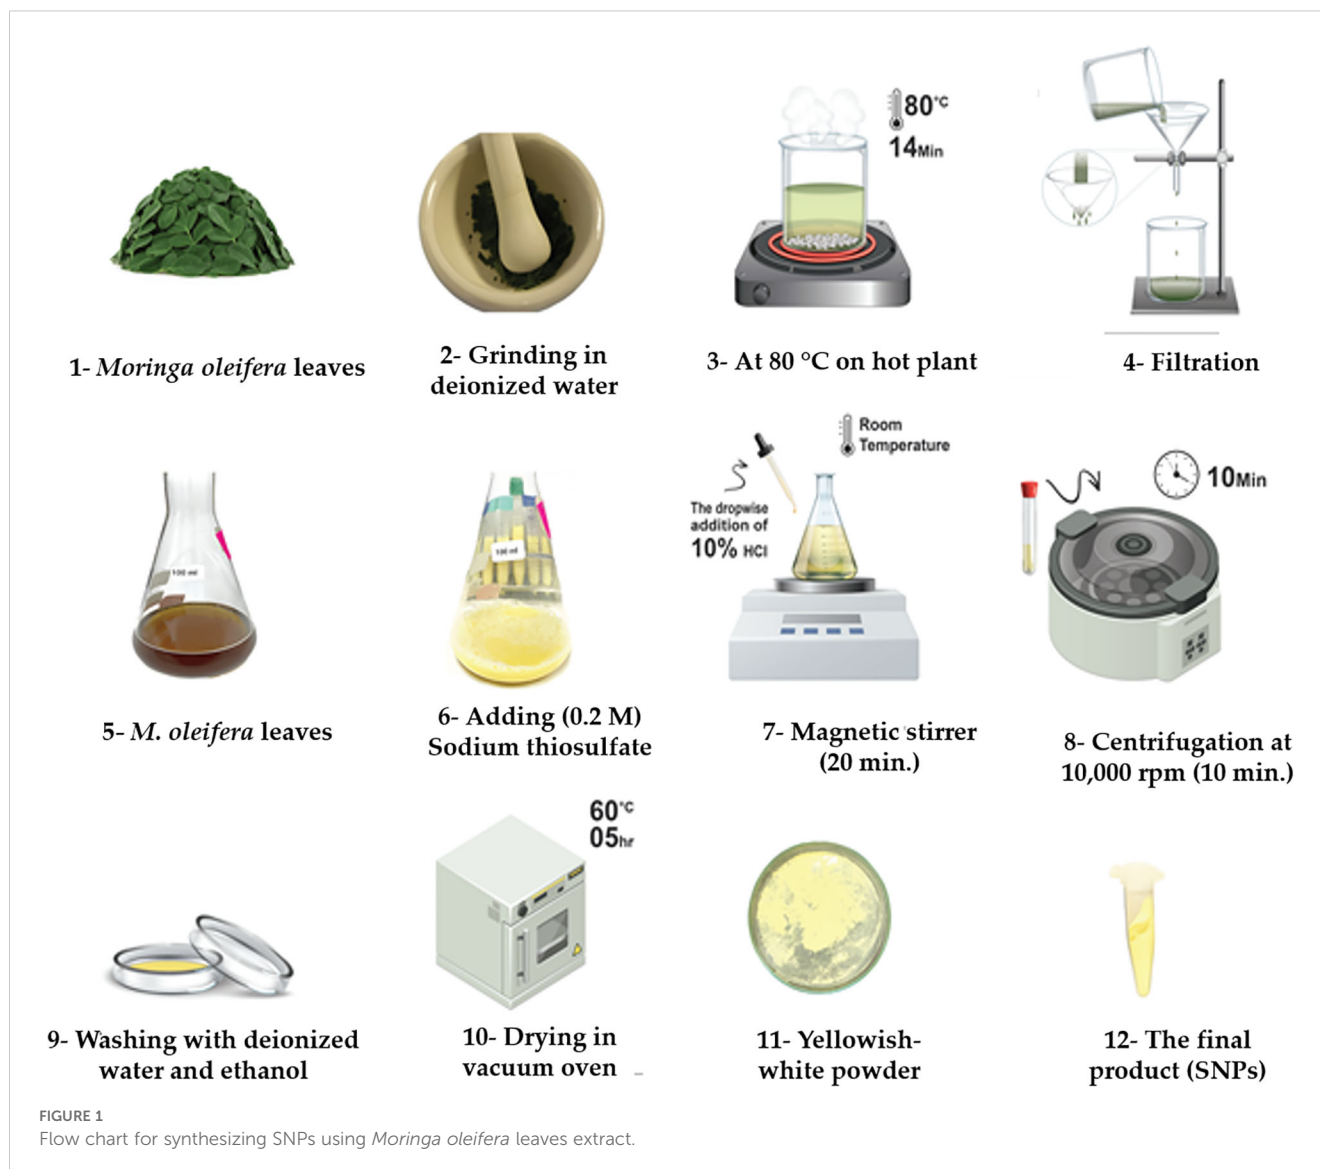 80°C
14Min
1- Moringa oleifera leaves
2- Grinding in
deionized water
3- At 80 °C on hot plant
4- Filtration
Room
Temperature
The dropwise
addition of
10% HCl
10Min
100 ml
100 ml
5- M. oleifera leaves
6- Adding (0.2 M)
Sodium thiosulfate
7- Magnetic stirrer
(20 min.)
8- Centrifugation at
10,000 rpm (10 min.)
60°C
05hr
9- Washing with deionized
water and ethanol
10- Drying in
vacuum oven
11- Yellowish-
white powder
12- The final
product (SNPs)
FIGURE 1
Flow chart for synthesizing SNPs using Moringa oleifera leaves extract.